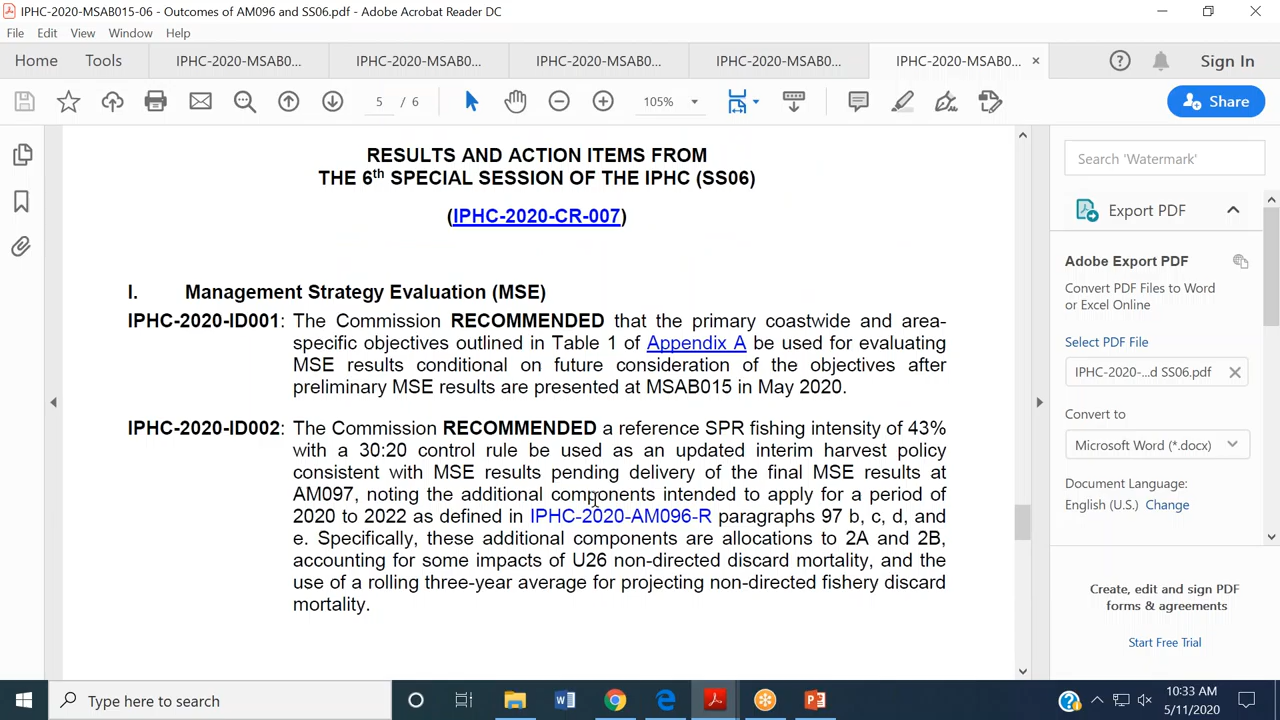 IPHC-2020-MSAB015-06 - Outcomes of AM096 and SS06.pdf - Adobe Acrobat Reader DC
File Edit View Window Help
Home Tools IPHC-2020-MSAB0... IPHC-2020-MSAB0... IPHC-2020-MSAB0... IPHC-2020-MSAB0... IPHC-2020-MSAB0... × Sign In
5 / 6 105% Share
RESULTS AND ACTION ITEMS FROM
THE 6th SPECIAL SESSION OF THE IPHC (SS06)
(IPHC-2020-CR-007)
I. Management Strategy Evaluation (MSE)
IPHC-2020-ID001: The Commission RECOMMENDED that the primary coastwide and area-
specific objectives outlined in Table 1 of Appendix A be used for evaluating
MSE results conditional on future consideration of the objectives after
preliminary MSE results are presented at MSAB015 in May 2020.
IPHC-2020-ID002: The Commission RECOMMENDED a reference SPR fishing intensity of 43%
with a 30:20 control rule be used as an updated interim harvest policy
consistent with MSE results pending delivery of the final MSE results at
AM097, noting the additional components intended to apply for a period of
2020 to 2022 as defined in IPHC-2020-AM096-R paragraphs 97 b, c, d, and
e. Specifically, these additional components are allocations to 2A and 2B,
accounting for some impacts of U26 non-directed discard mortality, and the
use of a rolling three-year average for projecting non-directed fishery discard
mortality.
Search 'Watermark'
Export PDF
Adobe Export PDF
Convert PDF Files to Word
or Excel Online
Select PDF File
IPHC-2020-...d SS06.pdf
Convert to
Microsoft Word (*.docx)
Document Language:
English (U.S.) Change
Create, edit and sign PDF
forms & agreements
Start Free Trial
Type here to search
10:33 AM
5/11/2020